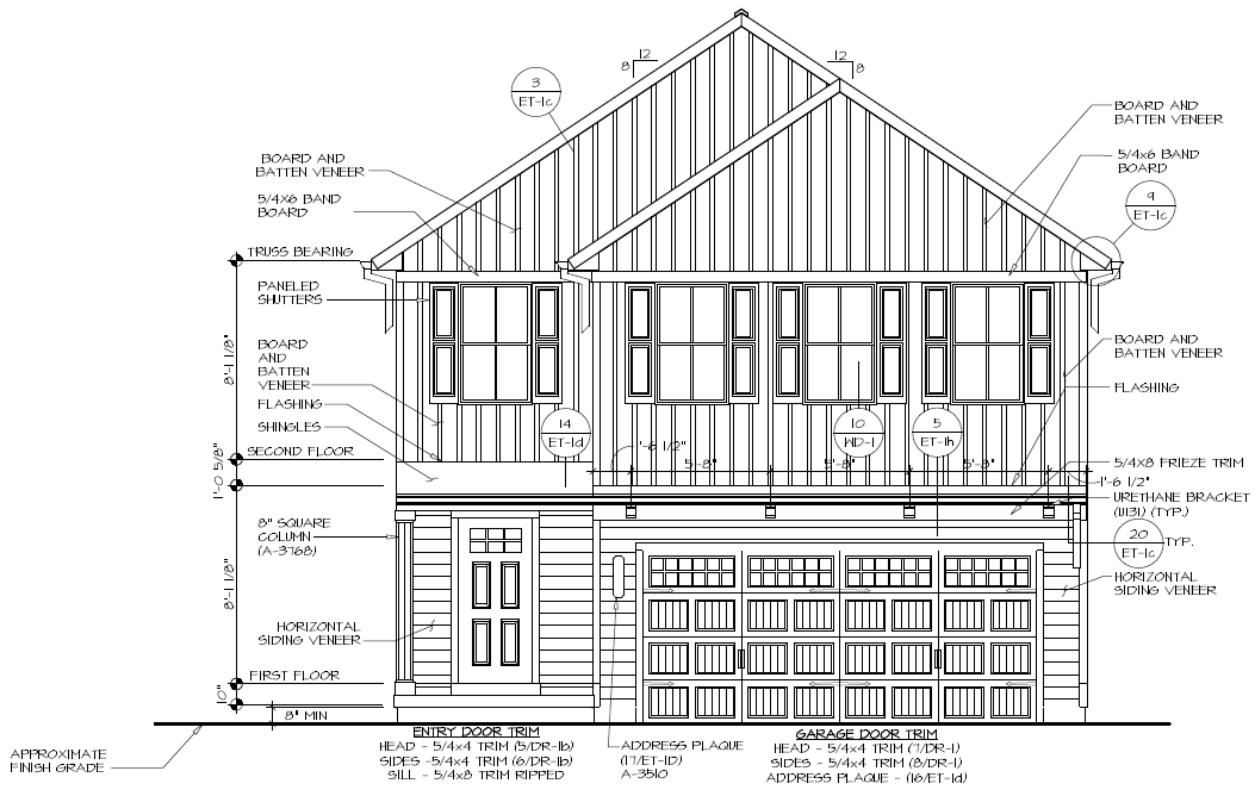 12
8
12
8
3
ET-1c
BOARD AND
BATTEN VENEER
5/4x6 BAND
BOARD
9
ET-1c
BOARD AND
BATTEN VENEER
5/4X6 BAND
BOARD
TRUSS BEARING
PANELED
SHUTTERS
BOARD
AND
BATTEN
VENEER
FLASHING
SHINGLES
SECOND FLOOR
8'-1 1/8"
1'-0 5/8"
8'-1 1/8"
10"
14
ET-1d
10
WD-1
5
ET-1h
BOARD AND
BATTEN VENEER
FLASHING
'-6 1/2"
5'-8"
5'-8"
5'-8"
1'-6 1/2"
5/4X8 FRIEZE TRIM
URETHANE BRACKET
(U131) (TYP.)
20
ET-1c
TYP.
8" SQUARE
COLUMN
(A-3768)
HORIZONTAL
SIDING VENEER
HORIZONTAL
SIDING VENEER
FIRST FLOOR
8" MIN
APPROXIMATE
FINISH GRADE
ENTRY DOOR TRIM
HEAD - 5/4x4 TRIM (5/DR-1b)
SIDES -5/4x4 TRIM (6/DR-1b)
SILL - 5/4x8 TRIM RIPPED
ADDRESS PLAQUE
(17/ET-1D)
A-3510
GARAGE DOOR TRIM
HEAD - 5/4x4 TRIM (7/DR-1)
SIDES - 5/4x4 TRIM (8/DR-1)
ADDRESS PLAQUE - (16/ET-1d)